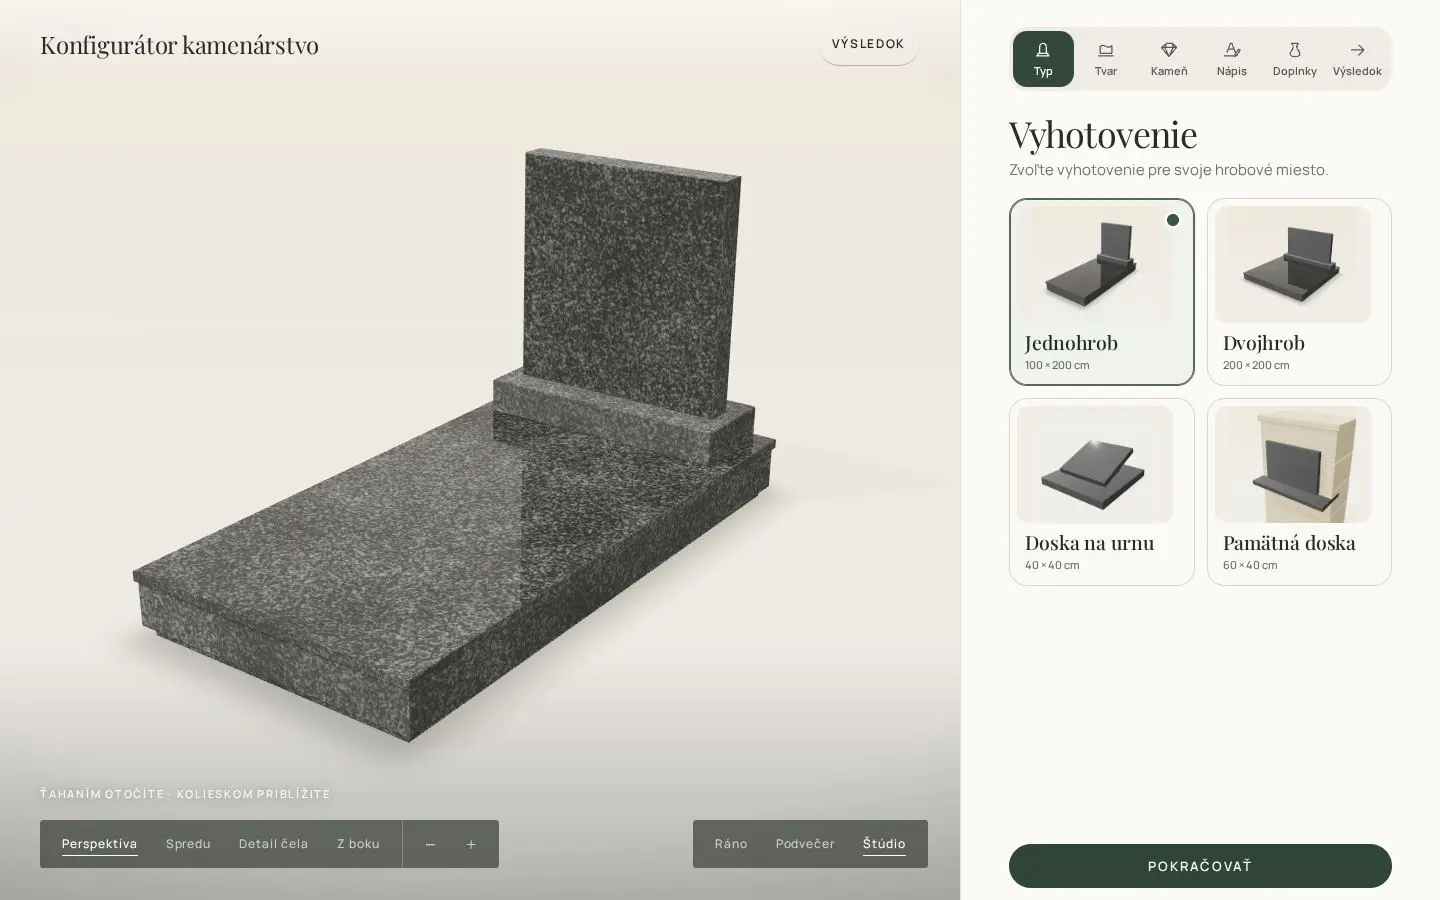 Konfigurátor kamenárstvo
VÝSLEDOK
Typ
Tvar
Kameň
Nápis
Doplnky
Výsledok
Vyhotovenie
Zvoľte vyhotovenie pre svoje hrobové miesto.
Jednohrob
100 × 200 cm
Dvojhrob
200 × 200 cm
Doska na urnu
40 × 40 cm
Pamätná doska
60 × 40 cm
ŤAHANÍM OTOČÍTE · KOLIESKOM PRIBLÍŽITE
Perspektíva
Spredu
Detail čela
Z boku
− +
Ráno
Podvečer
Štúdio
POKRAČOVAŤ